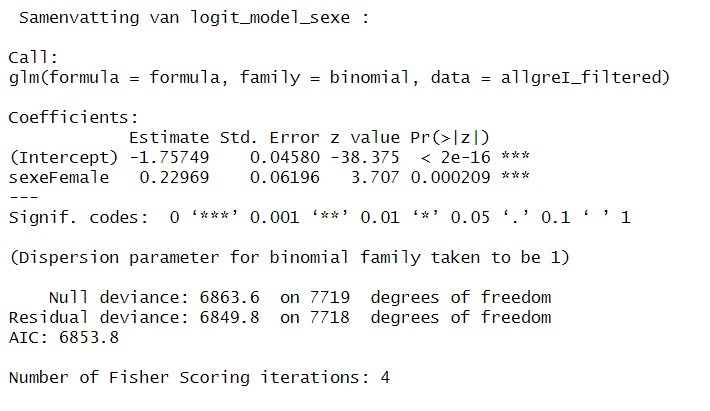 Samenvatting van logit_model_sexe :
Call:
glm(formula = formula, family = binomial, data = allgreI_filtered)
Coefficients:
Estimate Std. Error z value Pr(>|z|)
(Intercept) -1.75749 0.04580 -38.375 < 2e-16 ***
sexeFemale 0.22969 0.06196 3.707 0.000209 ***
---
Signif. codes: 0 ‘***’ 0.001 ‘**’ 0.01 ‘*’ 0.05 ‘.’ 0.1 ‘ ’ 1
(Dispersion parameter for binomial family taken to be 1)
Null deviance: 6863.6 on 7719 degrees of freedom
Residual deviance: 6849.8 on 7718 degrees of freedom
AIC: 6853.8
Number of Fisher Scoring iterations: 4